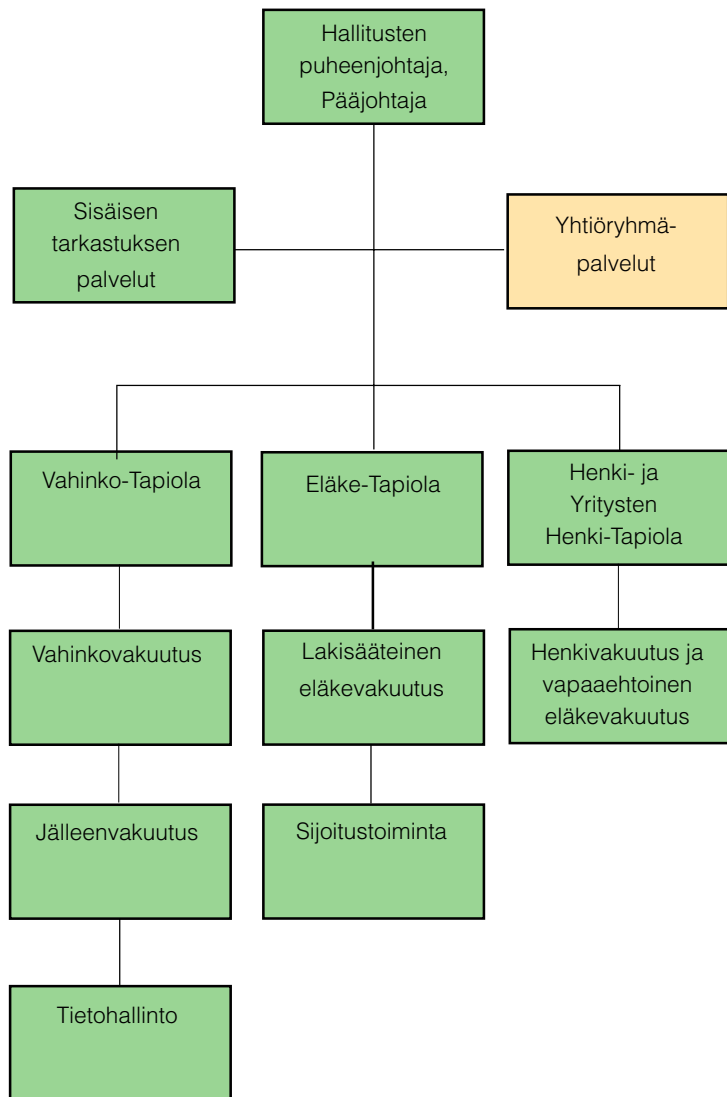 Hallitusten
puheenjohtaja,
Pääjohtaja
Sisäisen
tarkastuksen
palvelut
Yhtiöryhmä-
palvelut
Vahinko-Tapiola
Eläke-Tapiola
Henki- ja
Yritysten
Henki-Tapiola
Vahinkovakuutus
Lakisääteinen
eläkevakuutus
Henkivakuutus ja
vapaaehtoinen
eläkevakuutus
Jälleenvakuutus
Sijoitustoiminta
Tietohallinto